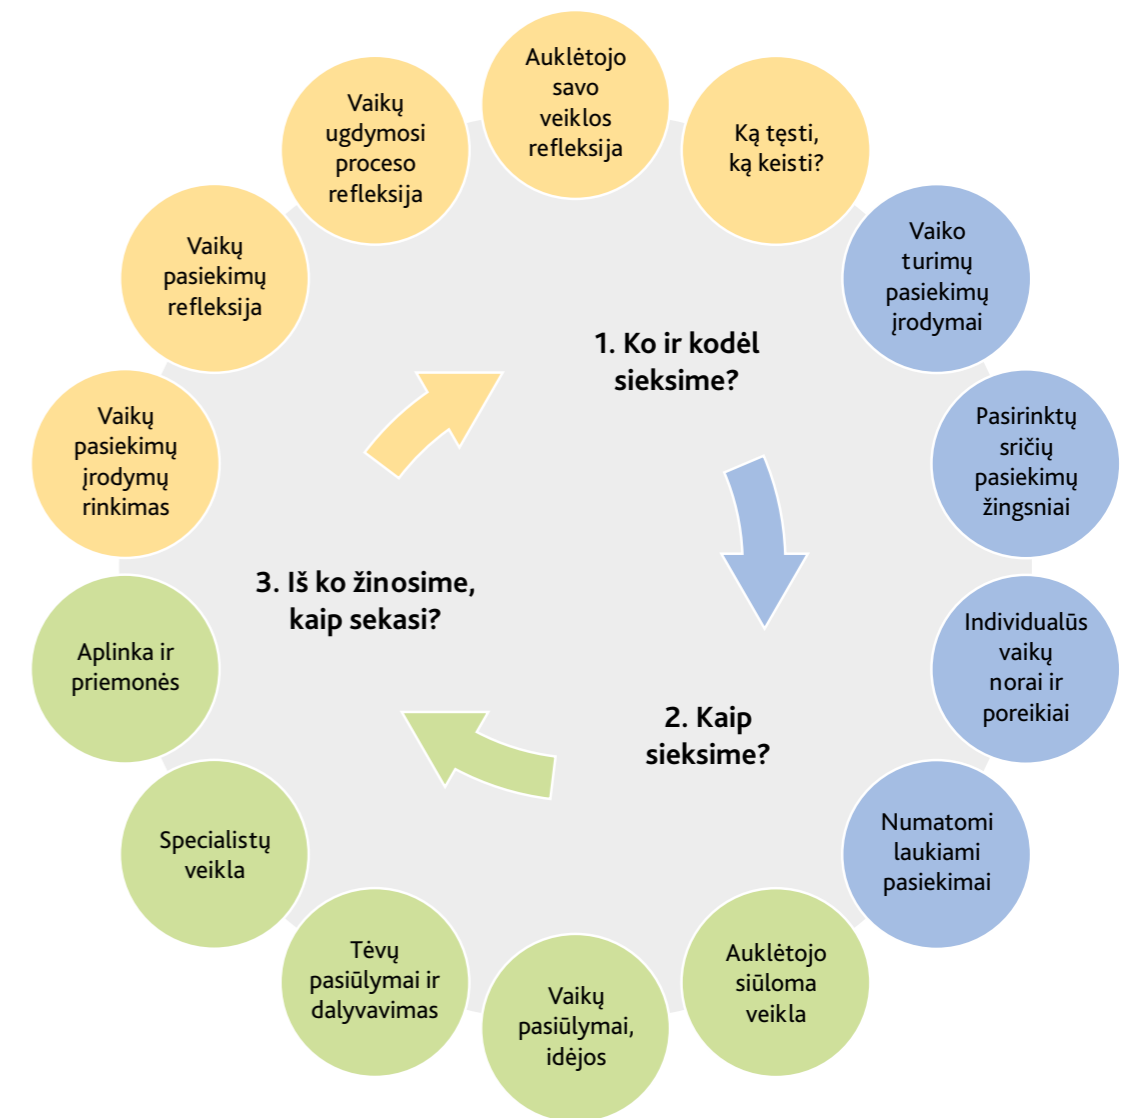 Auklėtojo
savo
veiklos
refleksija
Ką tęsti,
ką keisti?
Vaiko
turimų
pasiekimų
įrodymai
Pasirinktų
sričių
pasiekimų
žingsniai
Individualūs
vaikų
norai ir
poreikiai
Numatomi
laukiami
pasiekimai
Auklėtojo
siūloma
veikla
Vaikų
pasiūlymai,
idėjos
Tėvų
pasiūlymai ir
dalyvavimas
Specialistų
veikla
Aplinka ir
priemonės
Vaikų
pasiekimų
įrodymų
rinkimas
Vaikų
pasiekimų
refleksija
Vaikų
ugdymosi
proceso
refleksija
1. Ko ir kodėl
sieksime?
2. Kaip
sieksime?
3. Iš ko žinosime,
kaip sekasi?